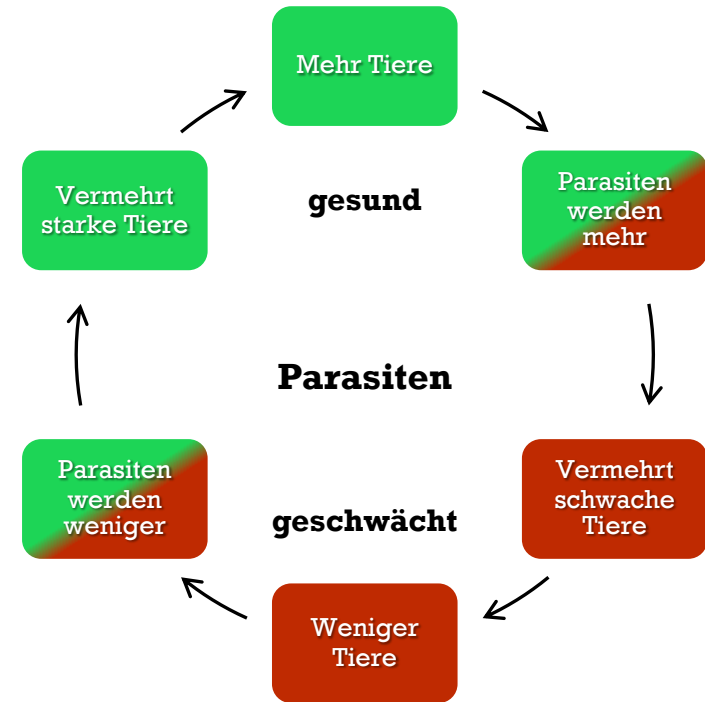 Mehr Tiere
Parasiten
werden
mehr
Vermehrt
schwache
Tiere
Weniger
Tiere
Parasiten
werden
weniger
Vermehrt
starke Tiere
gesund
Parasiten
geschwächt